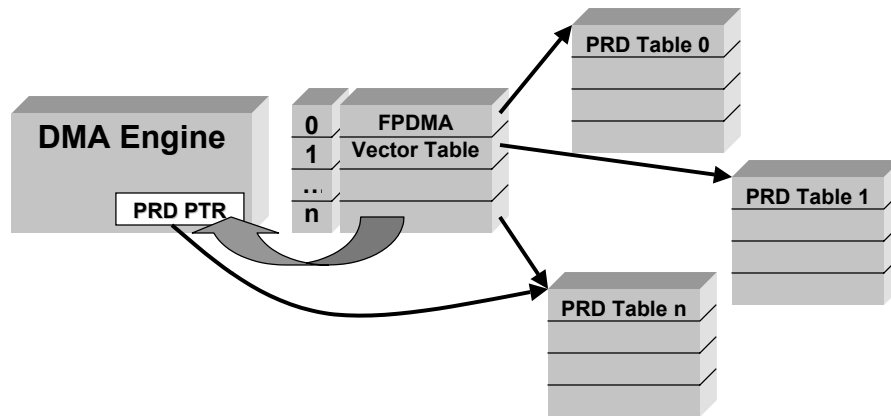 DMA Engine
PRD PTR
0
1
...
n
FPDMA
Vector Table
PRD Table 0
PRD Table 1
PRD Table n